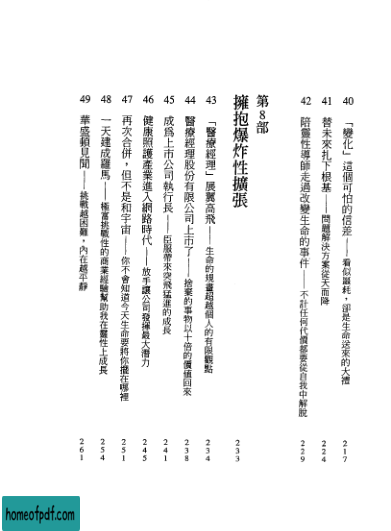 40 「變化」這個可怕的信差——看似噩耗，卻是生命送來的大禮 217
41 替未來扎下根基——問題解決方案從天而降 224
42 陪靈性導師走過改變生命的事件——不計任何代價都要從自我中解脫 229
第8部
擁抱爆炸性擴張 233
43 「醫療經理」展翼高飛——生命的規畫超越個人的有限觀點 234
44 醫療經理股份有限公司上市了——捨棄的事物以十倍的價值回來 238
45 成為上市公司執行長——臣服帶來突飛猛進的成長 241
46 健康照護產業進入網路時代——放手讓公司發揮最大潛力 245
47 再次合併，但不是和宇宙——你不會知道今天生命要將你擺在哪裡 251
48 一天建成羅馬——極富挑戰性的商業經驗幫助我在靈性上成長 254
49 華盛頓見聞——挑戰越困難，內在越平靜 261
homeofpdf.com